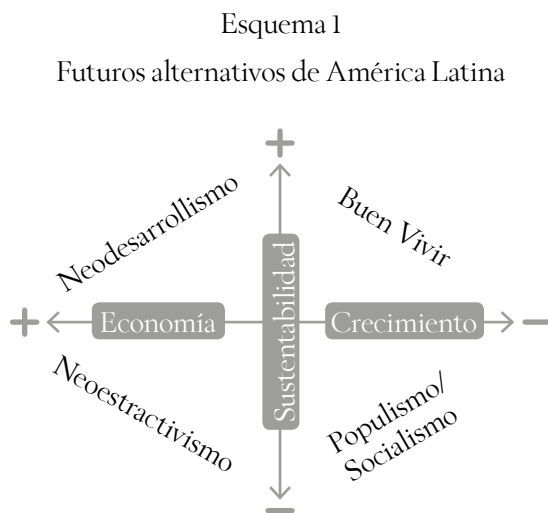 Esquema 1
Futuros alternativos de América Latina
+
Neodesarrollismo
Buen Vivir
Sustentabilidad
+
Economía
Crecimiento
−
Neoestractivismo
Populismo/
Socialismo
−